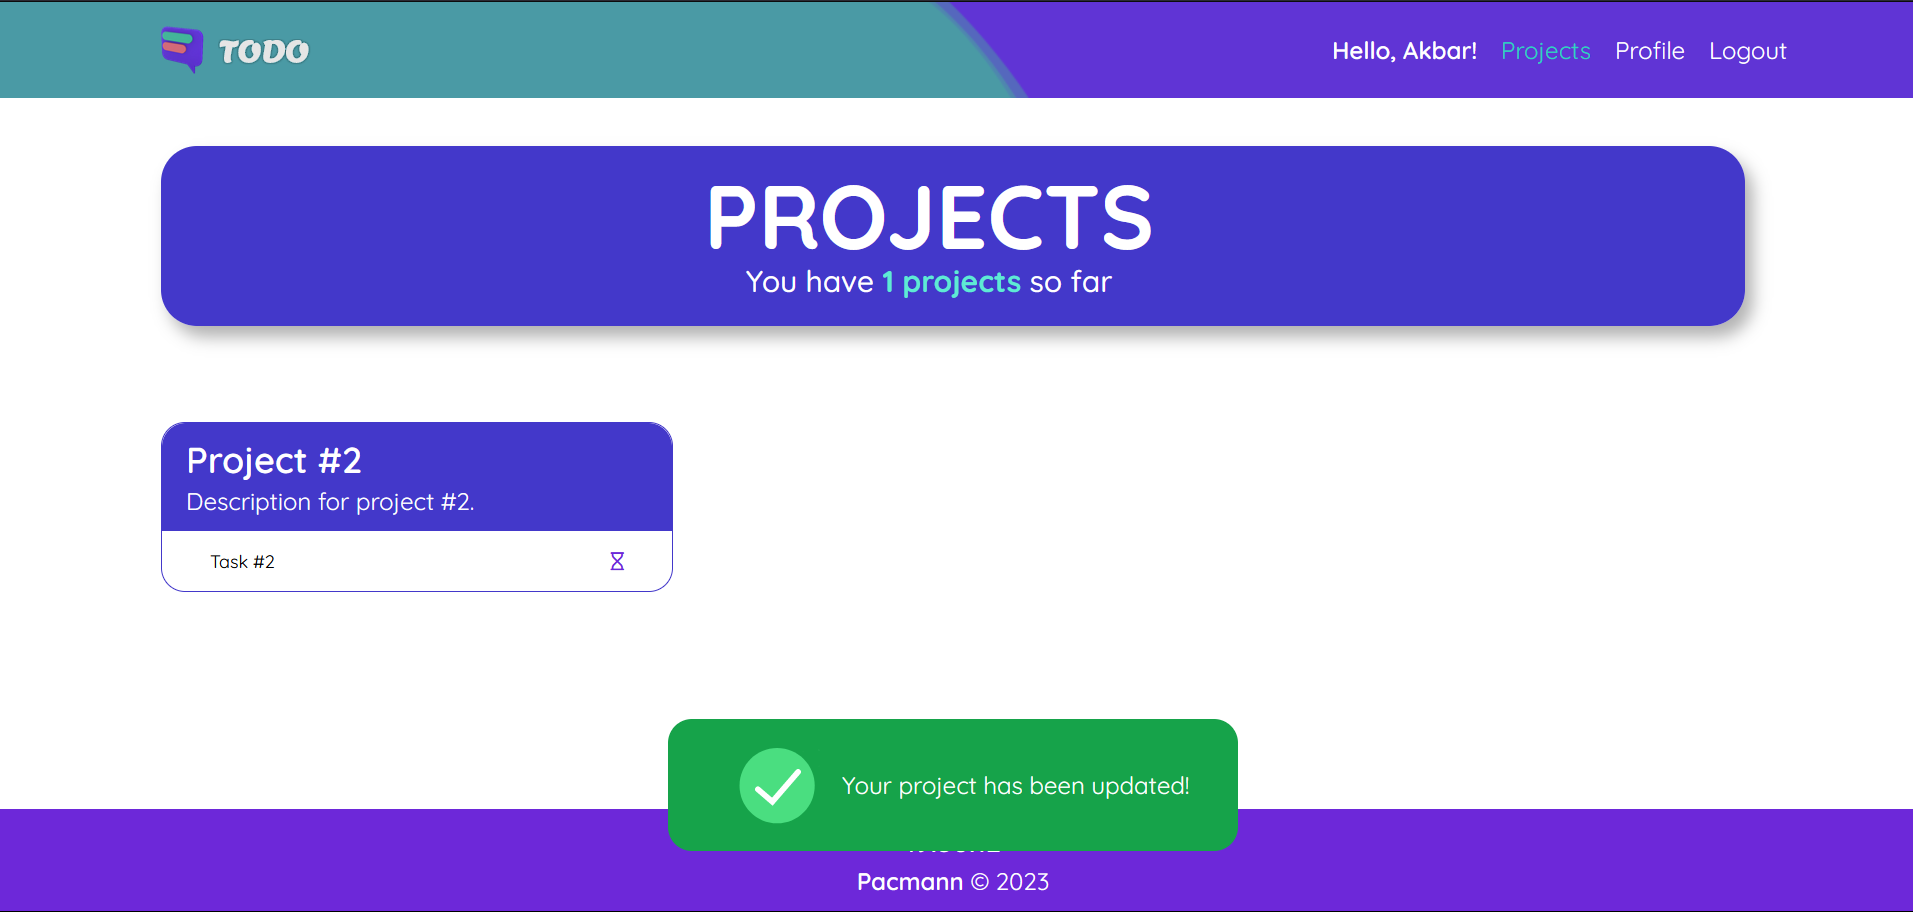 TODO
Hello, Akbar! Projects Profile Logout
PROJECTS
You have 1 projects so far
Project #2
Description for project #2.
Task #2
Your project has been updated!
Pacmann © 2023